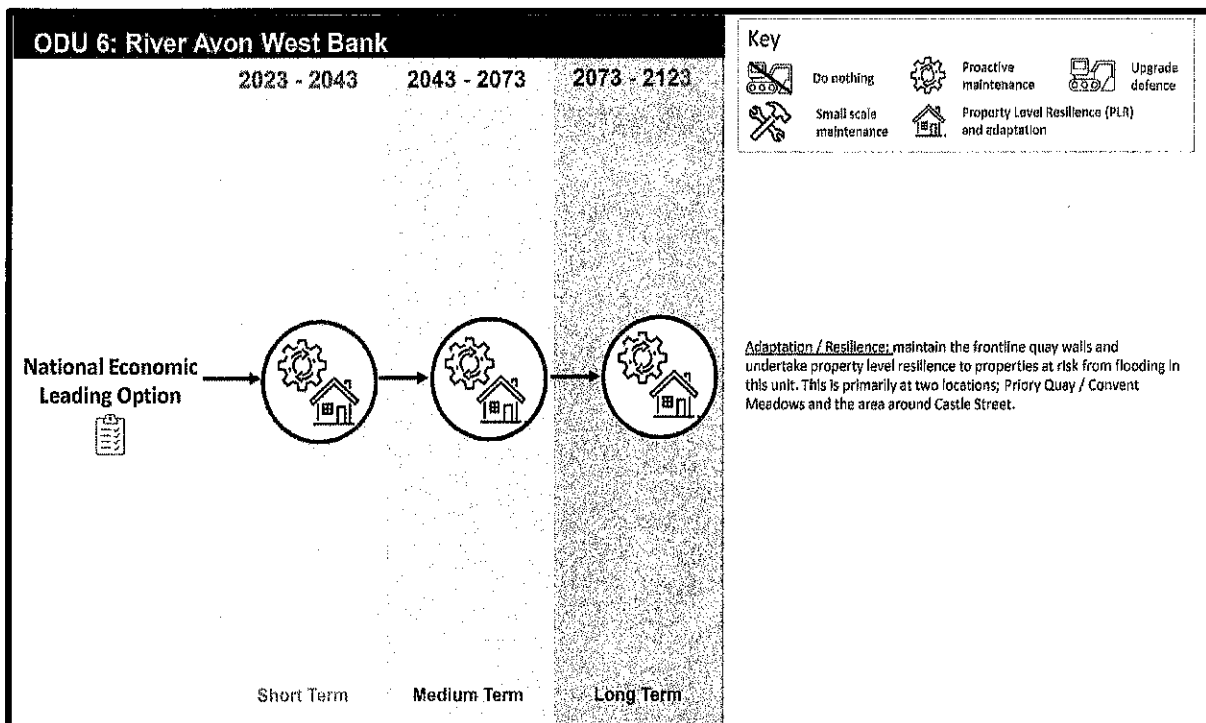 ODU 6: River Avon West Bank
2023 - 2043
2043 - 2073
2073 - 2123
National Economic
Leading Option
Short Term
Medium Term
Long Term
Key
Do nothing
Proactive
maintenance
Upgrade
defence
Small scale
maintenance
Property Level Resilience (PLR)
and adaptation
Adaptation / Resilience: maintain the frontline quay walls and
undertake property level resilience to properties at risk from flooding in
this unit. This is primarily at two locations; Priory Quay / Convent
Meadows and the area around Castle Street.